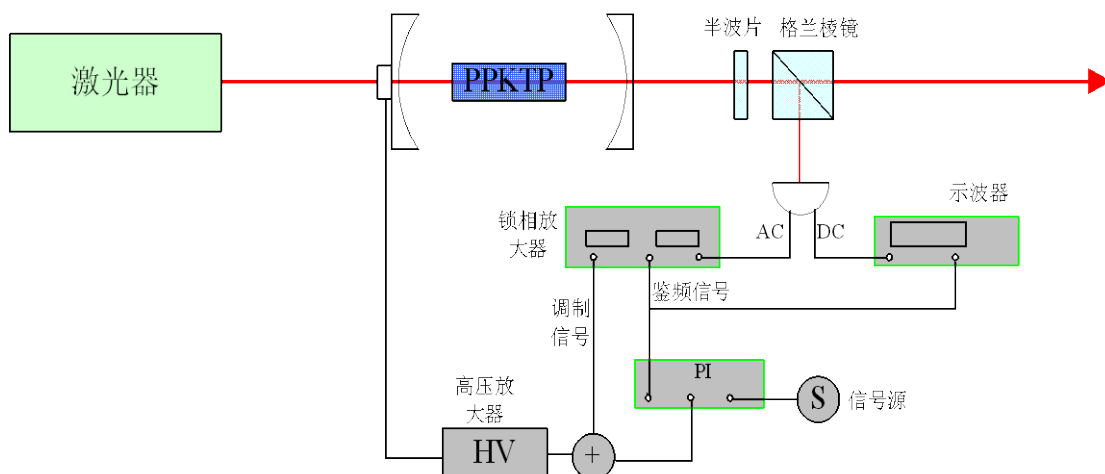 半波片
格兰棱镜
激光器
PPKTP
示波器
锁相放
大器
AC
DC
鉴频信号
调制
信号
PI
高压放
大器
S
信号源
HV
+